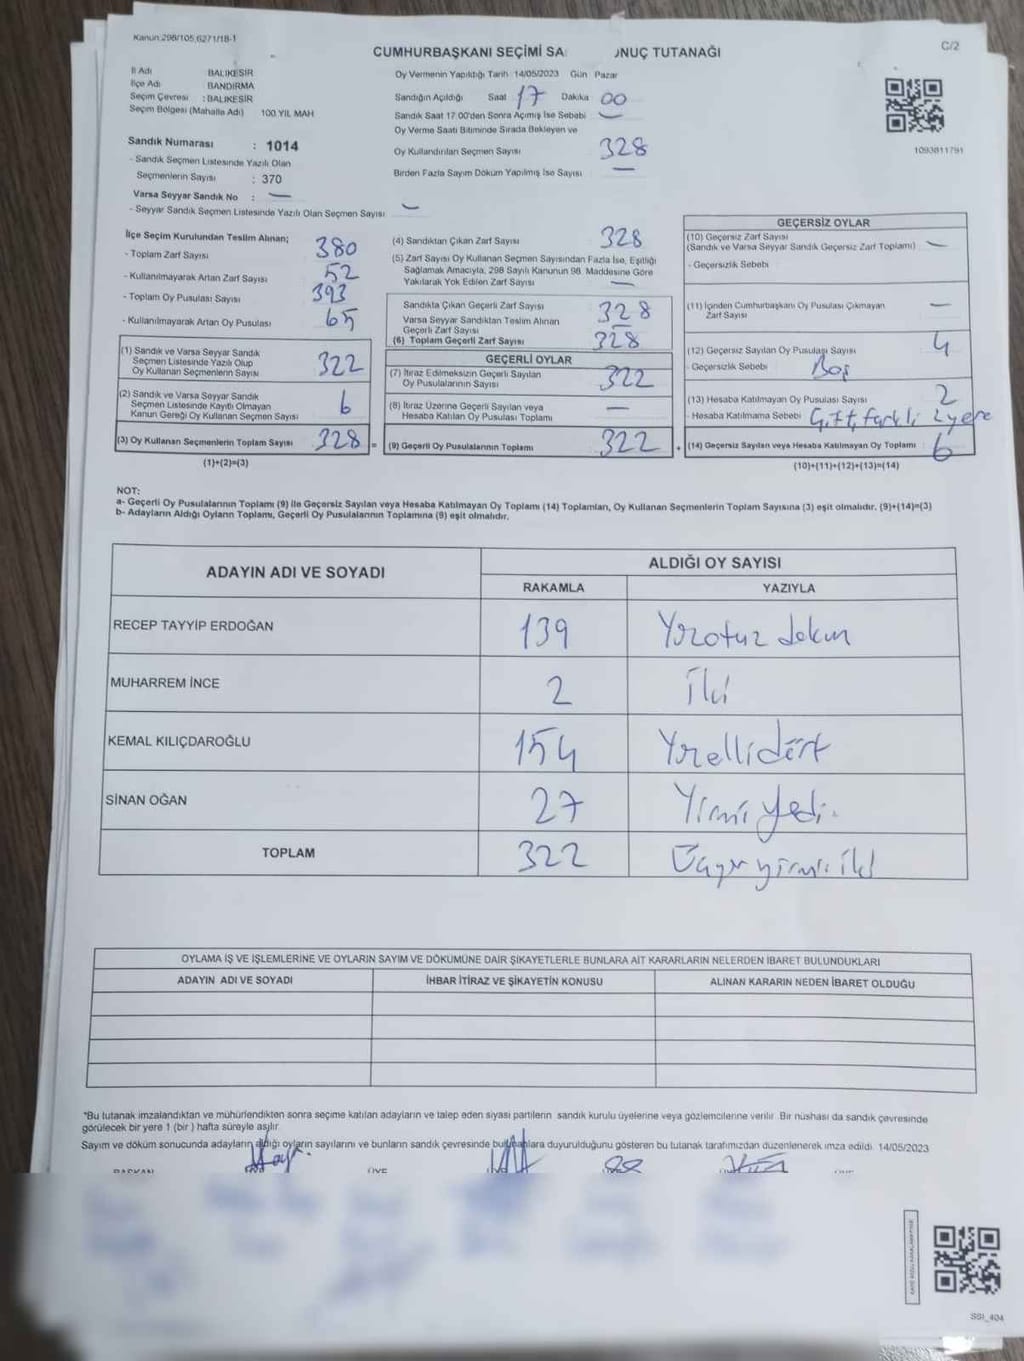 Kanun 298/105,6271/18-1
C/2
CUMHURBAŞKANI SEÇİMİ SA NUÇ TUTANAĞI
İl Adı BALIKESİR
İlçe Adı BANDIRMA
Seçim Çevresi : BALIKESİR
Seçim Bölgesi (Mahalle Adı) 100.YIL MAH
Sandık Numarası : 1014
- Sandık Seçmen Listesinde Yazılı Olan
Seçmenlerin Sayısı : 370
Varsa Seyyar Sandık No : —
- Seyyar Sandık Seçmen Listesinde Yazılı Olan Seçmen Sayısı —
Oy Vermenin Yapıldığı Tarih 14/05/2023 Gün Pazar
Sandığın Açıldığı Saat 17 Dakika 00
Sandık Saat 17:00'den Sonra Açılmış İse Sebebi —
Oy Verme Saati Bitiminde Sırada Bekleyen ve
Oy Kullandırılan Seçmen Sayısı 328
Birden Fazla Sayım Döküm Yapılmış İse Sayısı —
1093811791
İlçe Seçim Kurulundan Teslim Alınan;
- Toplam Zarf Sayısı 380
- Kullanılmayarak Artan Zarf Sayısı 52
- Toplam Oy Pusulası Sayısı 393
- Kullanılmayarak Artan Oy Pusulası 65
(1) Sandık ve Varsa Seyyar Sandık
Seçmen Listesinde Yazılı Olup
Oy Kullanan Seçmenlerin Sayısı 322
(2) Sandık ve Varsa Seyyar Sandık
Seçmen Listesinde Kayıtlı Olmayan
Kanun Gereği Oy Kullanan Seçmen Sayısı 6
(3) Oy Kullanan Seçmenlerin Toplam Sayısı 328 =
(1)+(2)=(3)
(4) Sandıktan Çıkan Zarf Sayısı 328
(5) Zarf Sayısı Oy Kullanan Seçmen Sayısından Fazla İse, Eşitliği
Sağlamak Amacıyla, 298 Sayılı Kanunun 98. Maddesine Göre
Yakılarak Yok Edilen Zarf Sayısı —
Sandıkta Çıkan Geçerli Zarf Sayısı 328
Varsa Seyyar Sandıktan Teslim Alınan
Geçerli Zarf Sayısı —
(6) Toplam Geçerli Zarf Sayısı 328
GEÇERLİ OYLAR
(7) İtiraz Edilmeksizin Geçerli Sayılan
Oy Pusulalarının Sayısı 322
(8) İtiraz Üzerine Geçerli Sayılan veya
Hesaba Katılan Oy Pusulası Toplamı —
(9) Geçerli Oy Pusulalarının Toplamı 322 +
GEÇERSİZ OYLAR
(10) Geçersiz Zarf Sayısı
(Sandık ve Varsa Seyyar Sandık Geçersiz Zarf Toplamı) —
- Geçersizlik Sebebi
(11) İçinden Cumhurbaşkanı Oy Pusulası Çıkmayan
Zarf Sayısı —
(12) Geçersiz Sayılan Oy Pusulası Sayısı 4
- Geçersizlik Sebebi Boş
(13) Hesaba Katılmayan Oy Pusulası Sayısı 2
- Hesaba Katılmama Sebebi Çift, farklı 2 yere
(14) Geçersiz Sayılan veya Hesaba Katılmayan Oy Toplamı 6
(10)+(11)+(12)+(13)=(14)
NOT:
a- Geçerli Oy Pusulalarının Toplamı (9) ile Geçersiz Sayılan veya Hesaba Katılmayan Oy Toplamı (14) Toplamları, Oy Kullanan Seçmenlerin Toplam Sayısına (3) eşit olmalıdır. (9)+(14)=(3)
b- Adayların Aldığı Oyların Toplamı, Geçerli Oy Pusulalarının Toplamına (9) eşit olmalıdır.
ADAYIN ADI VE SOYADI
ALDIĞI OY SAYISI
RAKAMLA YAZIYLA
RECEP TAYYİP ERDOĞAN 139 Yüzotuz dokuz
MUHARREM İNCE 2 İki
KEMAL KILIÇDAROĞLU 154 Yüzellidört
SİNAN OĞAN 27 Yirmi yedi.
TOPLAM 322 Üçyüz yirmi iki
OYLAMA İŞ VE İŞLEMLERİNE VE OYLARIN SAYIM VE DÖKÜMÜNE DAİR ŞİKAYETLERLE BUNLARA AİT KARARLARIN NELERDEN İBARET BULUNDUKLARI
ADAYIN ADI VE SOYADI İHBAR İTİRAZ VE ŞİKAYETİN KONUSU ALINAN KARARIN NEDEN İBARET OLDUĞU
*Bu tutanak imzalandıktan ve mühürlendikten sonra seçime katılan adayların ve talep eden siyasi partilerin sandık kurulu üyelerine veya gözlemcilerine verilir. Bir nüshası da sandık çevresinde
görülecek bir yere 1 (bir) hafta süreyle asılır.
Sayım ve döküm sonucunda adayların aldığı oyların sayılarını ve bunların sandık çevresinde bulunanlara duyurulduğunu gösteren bu tutanak tarafımızdan düzenlenerek imza edildi. 14/05/2023
BAŞKAN ÜYE
SSI_404